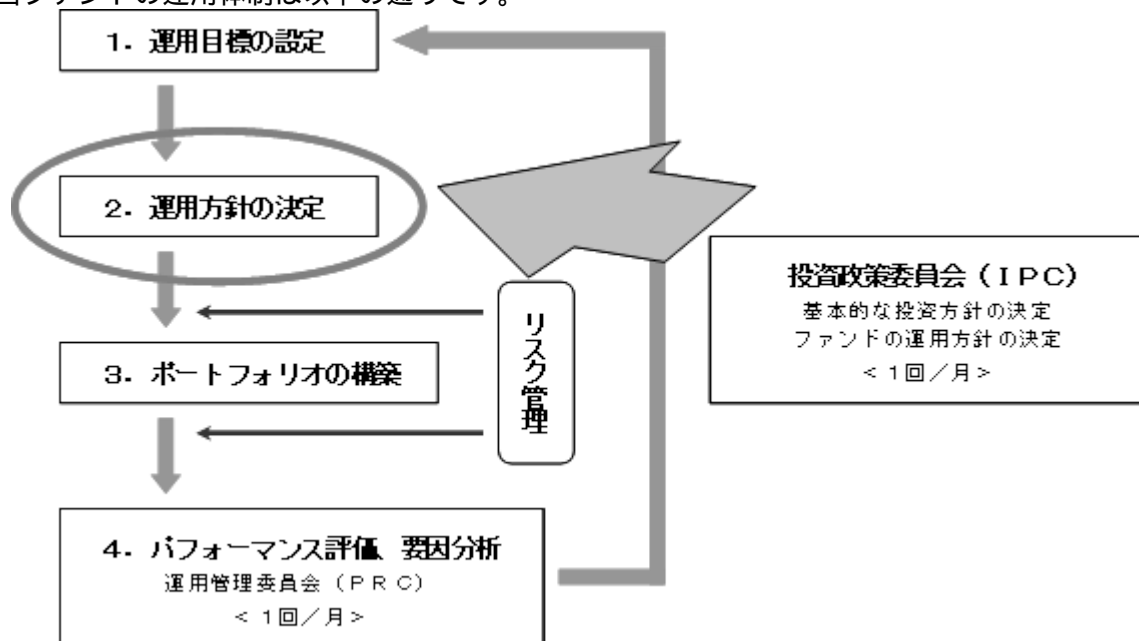 当ファンドの運用体制は以下の通りです。
1．運用目標の設定
2．運用方針の決定
投資政策委員会（ＩＰＣ）
基本的な投資方針の決定
ファンドの運用方針の決定
＜１回／月＞
リスク管理
3．ポートフォリオの構築
4．パフォーマンス評価、要因分析
運用管理委員会（ＰＲＣ）
＜１回／月＞